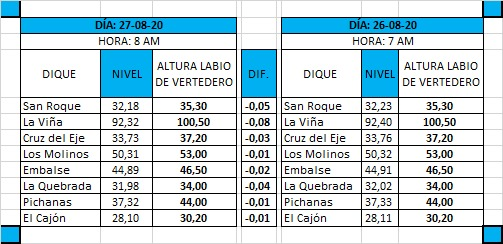 DÍA: 27-08-20 DÍA: 26-08-20
HORA: 8 AM HORA: 7 AM
DIQUE NIVEL ALTURA LABIO DE VERTEDERO DIF. DIQUE NIVEL ALTURA LABIO DE VERTEDERO
San Roque 32,18 35,30 -0,05 San Roque 32,23 35,30
La Viña 92,32 100,50 -0,08 La Viña 92,40 100,50
Cruz del Eje 33,73 37,20 -0,03 Cruz del Eje 33,76 37,20
Los Molinos 50,31 53,00 -0,01 Los Molinos 50,32 53,00
Embalse 44,89 46,50 -0,02 Embalse 44,91 46,50
La Quebrada 31,98 34,00 -0,04 La Quebrada 32,02 34,00
Pichanas 37,32 44,00 -0,01 Pichanas 37,33 44,00
El Cajón 28,10 30,20 -0,01 El Cajón 28,11 30,20